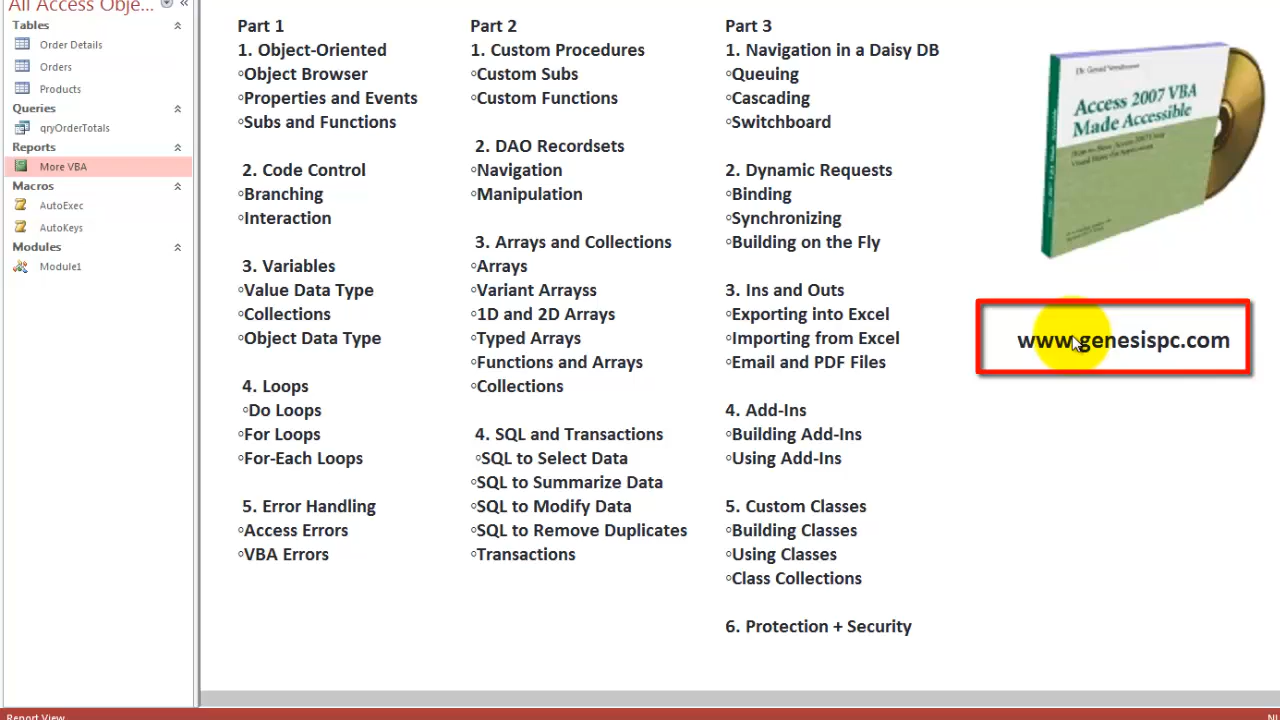 All Access Obje...
Tables
Order Details
Orders
Products
Queries
qryOrderTotals
Reports
More VBA
Macros
AutoExec
AutoKeys
Modules
Module1
Part 1
1. Object-Oriented
◦Object Browser
◦Properties and Events
◦Subs and Functions
2. Code Control
◦Branching
◦Interaction
3. Variables
◦Value Data Type
◦Collections
◦Object Data Type
4. Loops
◦Do Loops
◦For Loops
◦For-Each Loops
5. Error Handling
◦Access Errors
◦VBA Errors
Part 2
1. Custom Procedures
◦Custom Subs
◦Custom Functions
2. DAO Recordsets
◦Navigation
◦Manipulation
3. Arrays and Collections
◦Arrays
◦Variant Arrayss
◦1D and 2D Arrays
◦Typed Arrays
◦Functions and Arrays
◦Collections
4. SQL and Transactions
◦SQL to Select Data
◦SQL to Summarize Data
◦SQL to Modify Data
◦SQL to Remove Duplicates
◦Transactions
Part 3
1. Navigation in a Daisy DB
◦Queuing
◦Cascading
◦Switchboard
2. Dynamic Requests
◦Binding
◦Synchronizing
◦Building on the Fly
3. Ins and Outs
◦Exporting into Excel
◦Importing from Excel
◦Email and PDF Files
4. Add-Ins
◦Building Add-Ins
◦Using Add-Ins
5. Custom Classes
◦Building Classes
◦Using Classes
◦Class Collections
6. Protection + Security
Access 2007 VBA
Made Accessible
www.genesispc.com
Report View